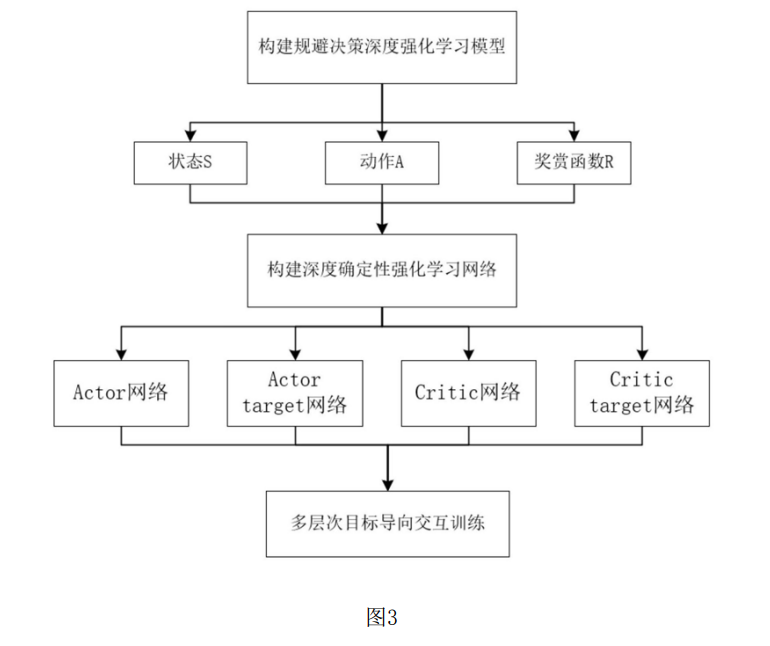 构建规避决策深度强化学习模型
状态S
动作A
奖赏函数R
构建深度确定性强化学习网络
Actor网络
Actor
target网络
Critic网络
Critic
target网络
多层次目标导向交互训练
图3